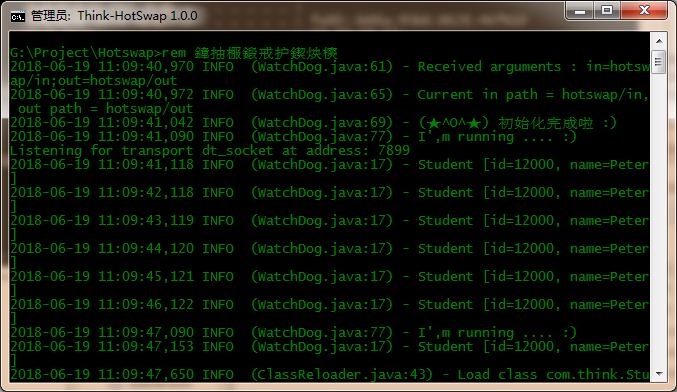 管理员: Think-HotSwap 1.0.0
G:\Project\Hotswap>rem 鍏抽棴鍛戒护鍥炴樉
2018-06-19 11:09:40,970 INFO  (WatchDog.java:61) - Received arguments : in=hotsw
ap/in;out=hotswap/out
2018-06-19 11:09:40,972 INFO  (WatchDog.java:65) - Current in path = hotswap/in,
 out path = hotswap/out
2018-06-19 11:09:41,042 INFO  (WatchDog.java:69) - (★^O^★) 初始化完成啦 :)
2018-06-19 11:09:41,090 INFO  (WatchDog.java:77) - I',m running .... :)
Listening for transport dt_socket at address: 7899
2018-06-19 11:09:41,118 INFO  (WatchDog.java:17) - Student [id=12000, name=Peter
]
2018-06-19 11:09:42,118 INFO  (WatchDog.java:17) - Student [id=12000, name=Peter
]
2018-06-19 11:09:43,119 INFO  (WatchDog.java:17) - Student [id=12000, name=Peter
]
2018-06-19 11:09:44,120 INFO  (WatchDog.java:17) - Student [id=12000, name=Peter
]
2018-06-19 11:09:45,121 INFO  (WatchDog.java:17) - Student [id=12000, name=Peter
]
2018-06-19 11:09:46,122 INFO  (WatchDog.java:17) - Student [id=12000, name=Peter
]
2018-06-19 11:09:47,090 INFO  (WatchDog.java:77) - I',m running .... :)
2018-06-19 11:09:47,153 INFO  (WatchDog.java:17) - Student [id=12000, name=Peter
]
2018-06-19 11:09:47,650 INFO  (ClassReloader.java:43) - Load class com.think.Stu